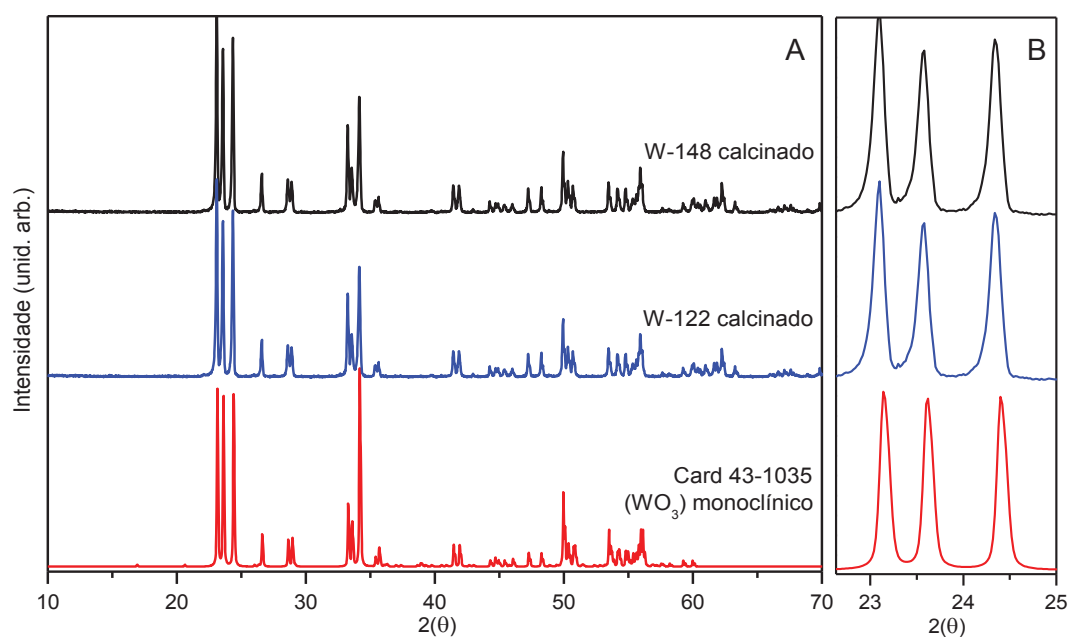 A
B
W-148 calcinado
W-122 calcinado
Card 43-1035
(WO₃) monoclínico
Intensidade (unid. arb.)
10 20 30 40 50 60 70
23 24 25
2(θ)
2(θ)